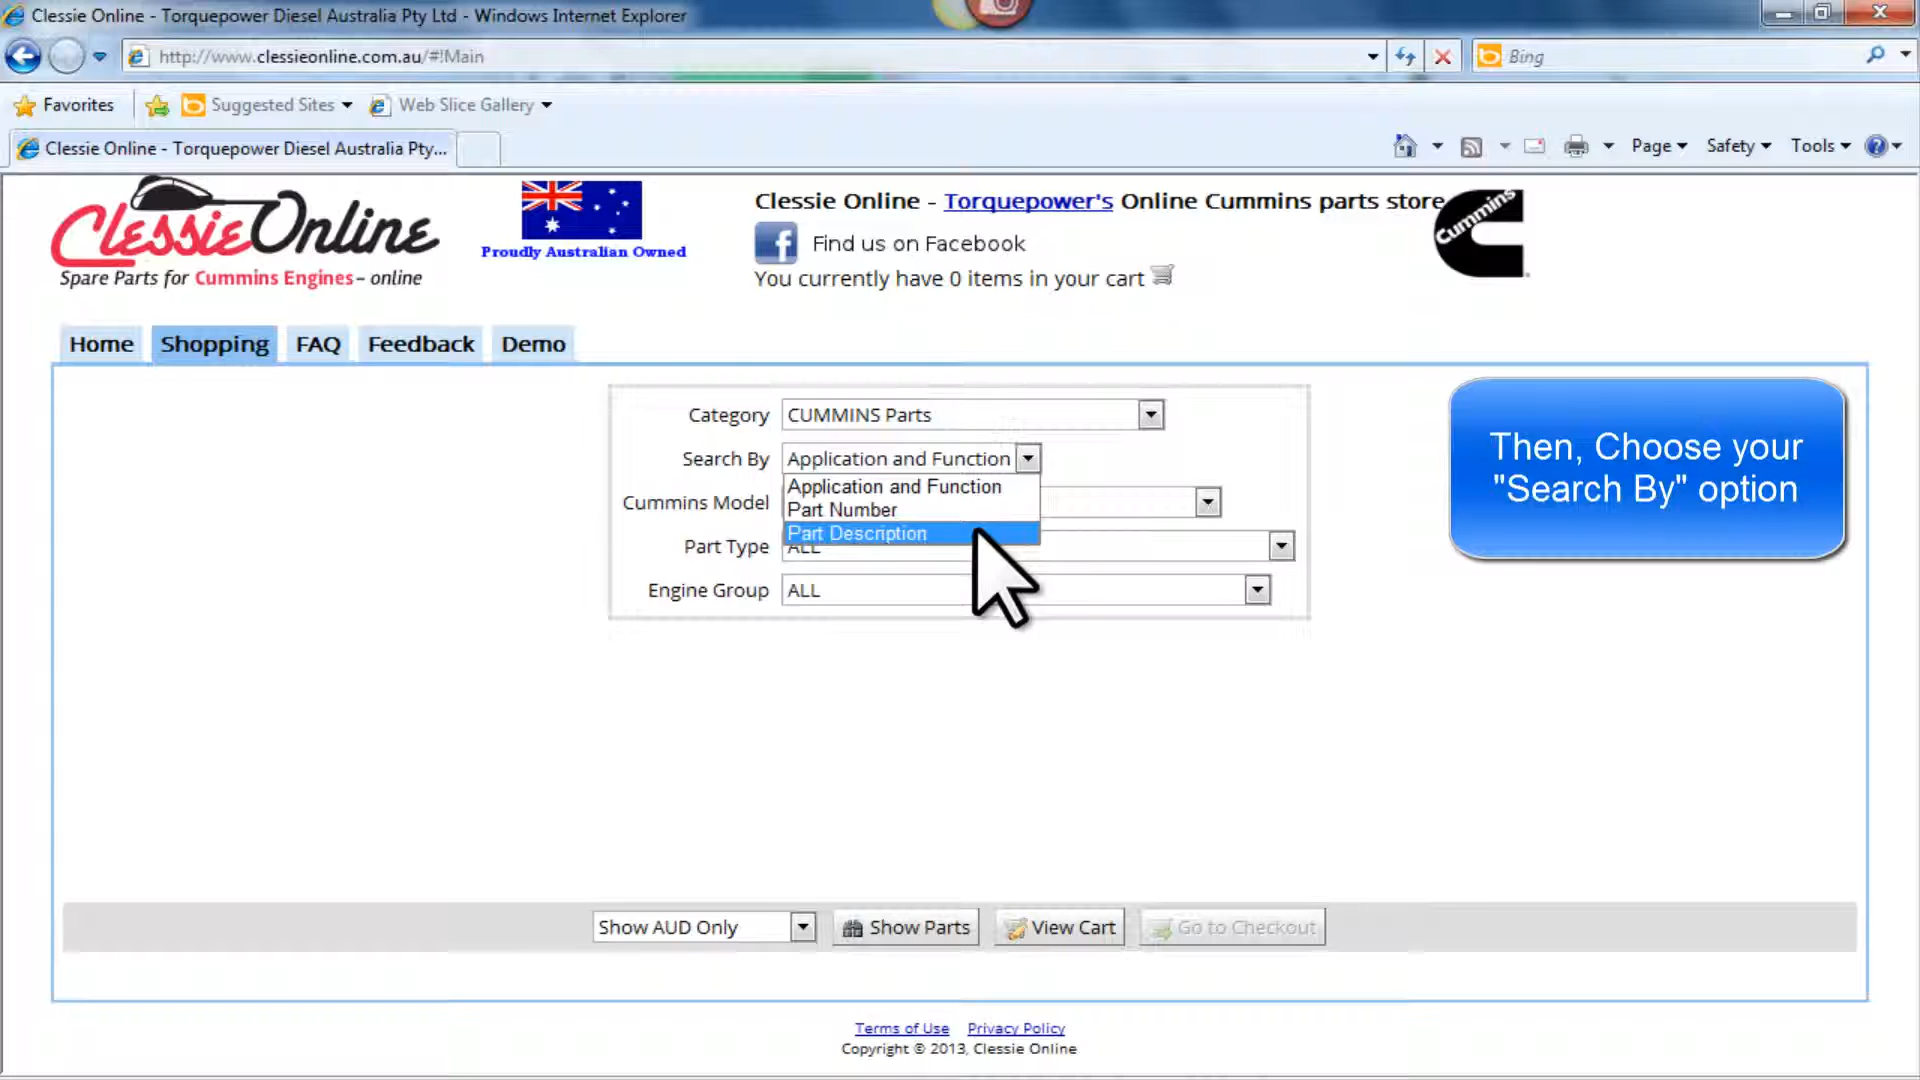 Clessie Online - Torquepower Diesel Australia Pty Ltd - Windows Internet Explorer
http://www.clessieonline.com.au/#!Main
Bing
Favorites
Suggested Sites
Web Slice Gallery
Clessie Online - Torquepower Diesel Australia Pty...
Page
Safety
Tools
ClessieOnline
Spare Parts for Cummins Engines - online
Proudly Australian Owned
Clessie Online - Torquepower's Online Cummins parts store
Find us on Facebook
You currently have 0 items in your cart
Cummins
Home
Shopping
FAQ
Feedback
Demo
Category
CUMMINS Parts
Search By
Application and Function
Application and Function
Part Number
Part Description
Cummins Model
Part Type
ALL
Engine Group
ALL
Then, Choose your
"Search By" option
Show AUD Only
Show Parts
View Cart
Go to Checkout
Terms of Use
Privacy Policy
Copyright © 2013, Clessie Online